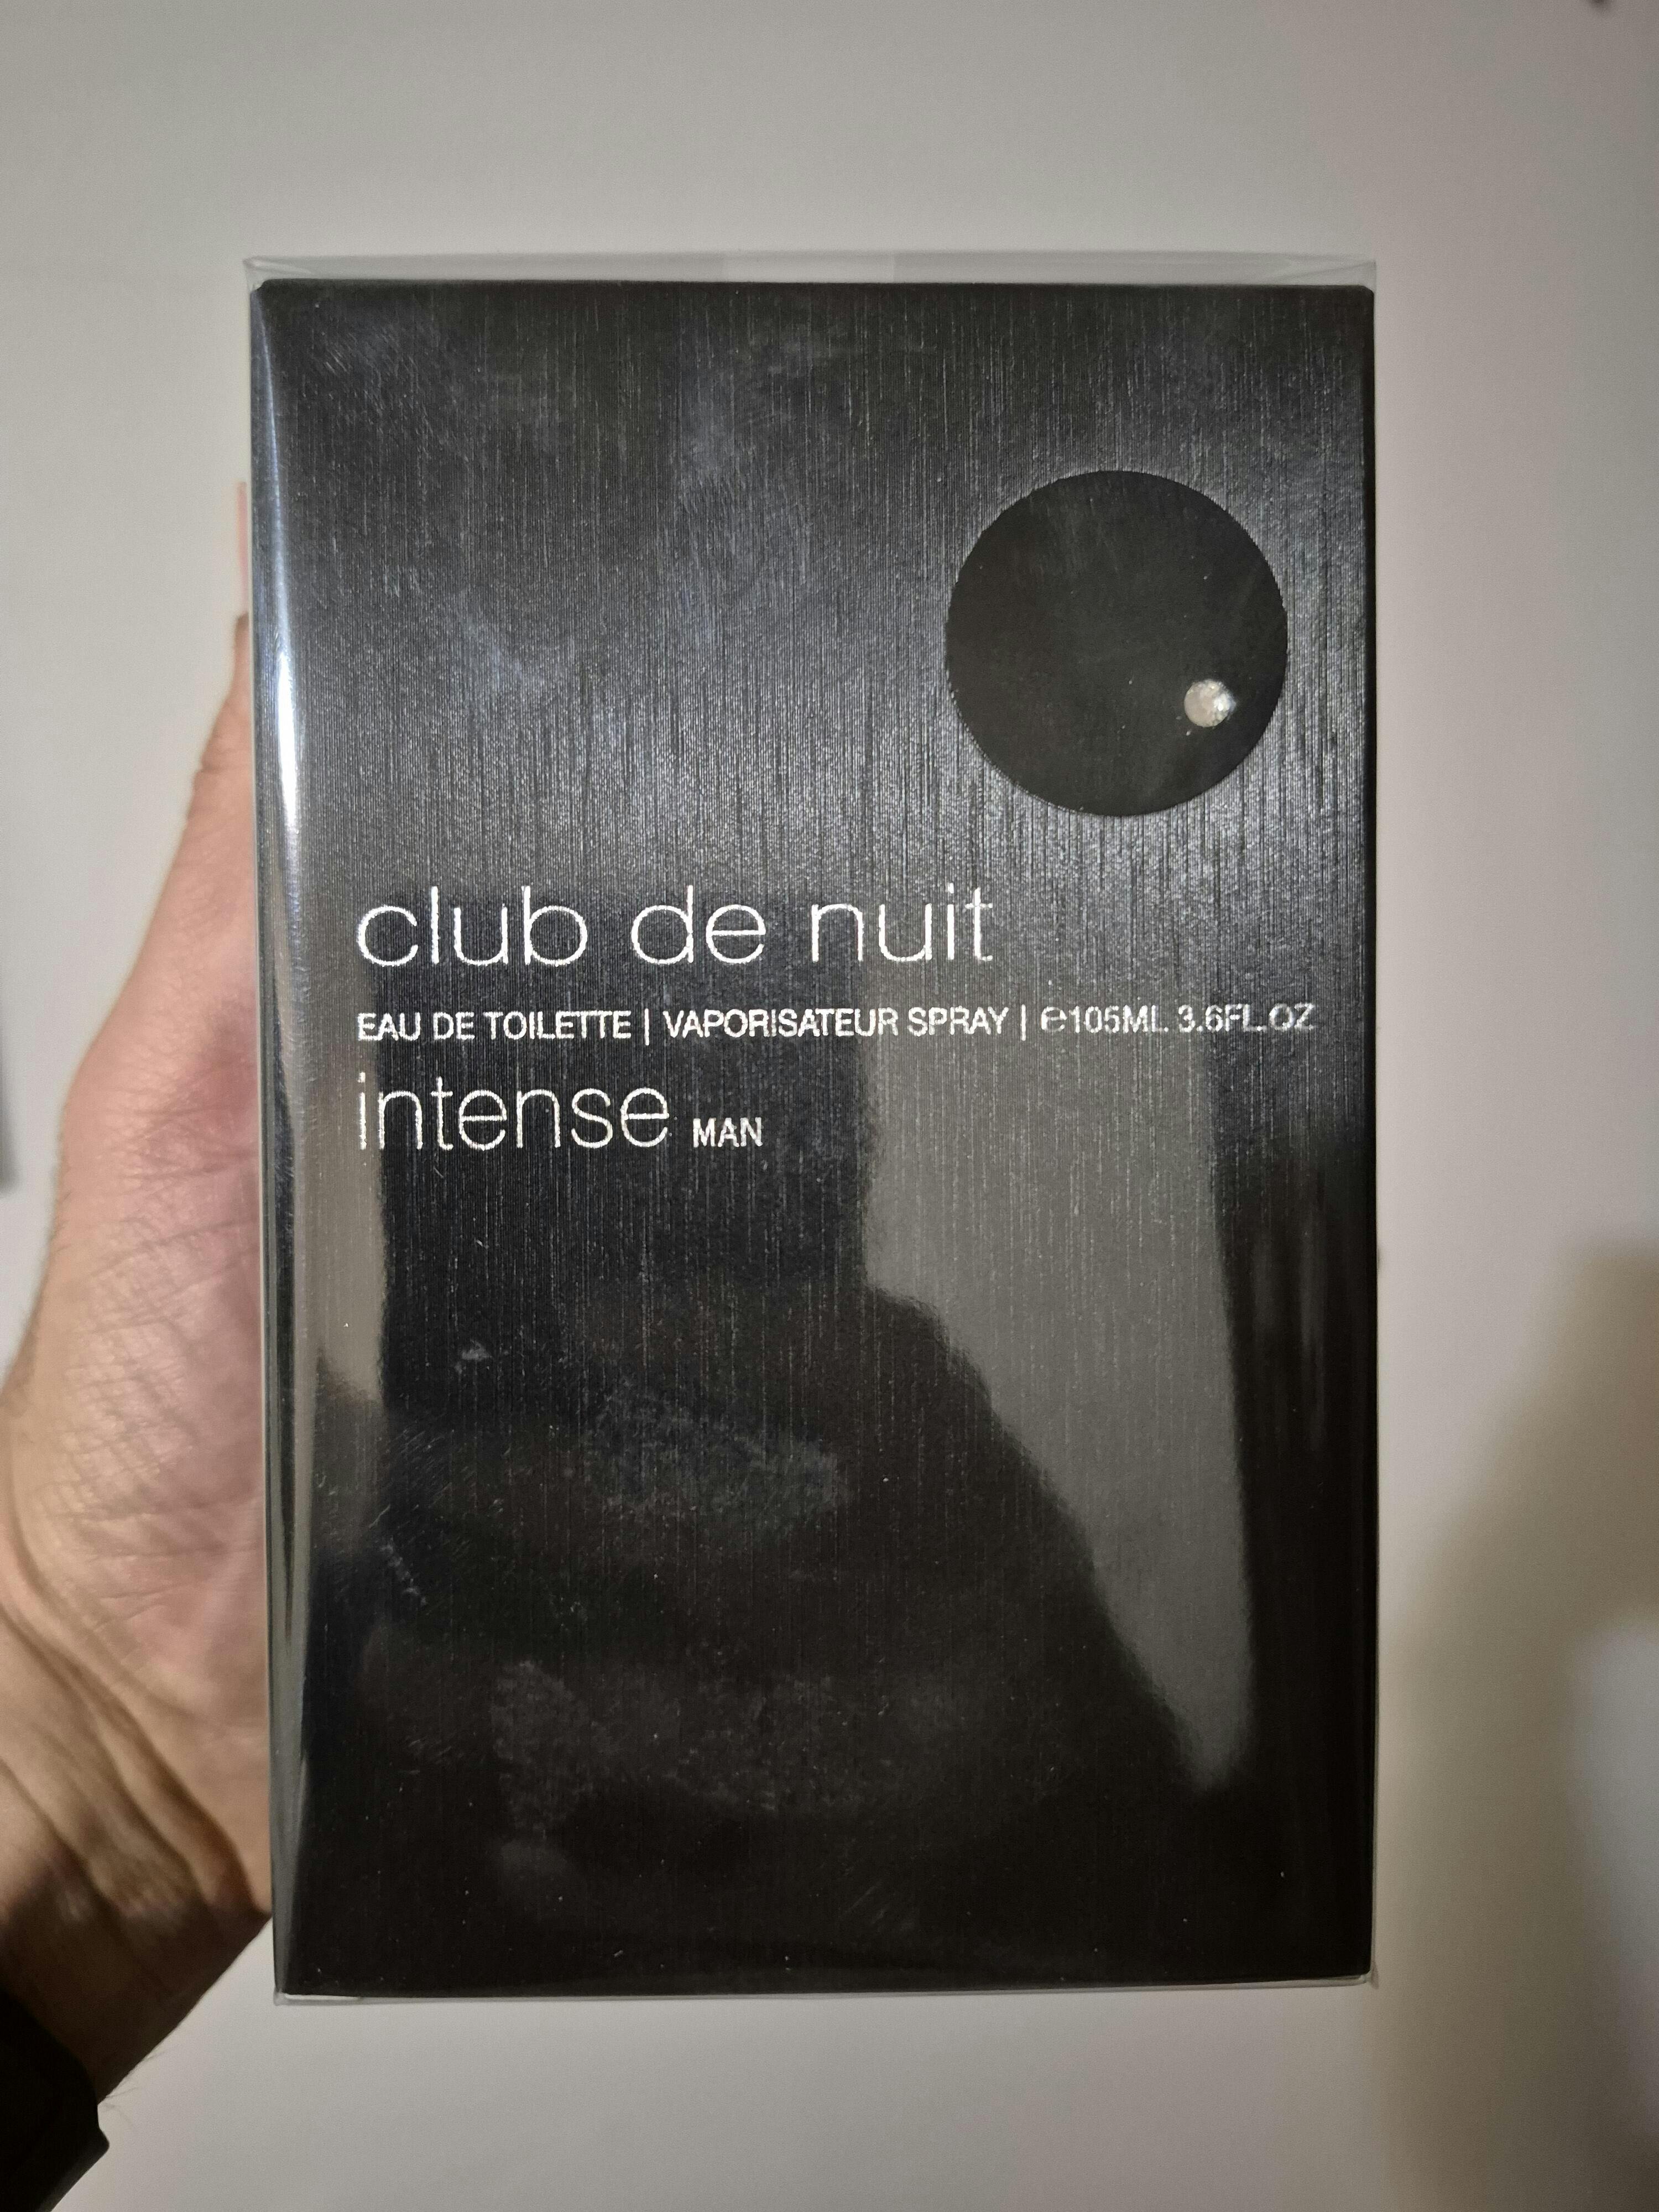 club de nuit
EAU DE TOILETTE | VAPORISATEUR SPRAY | ℮105ML 3.6FL.OZ
intense MAN